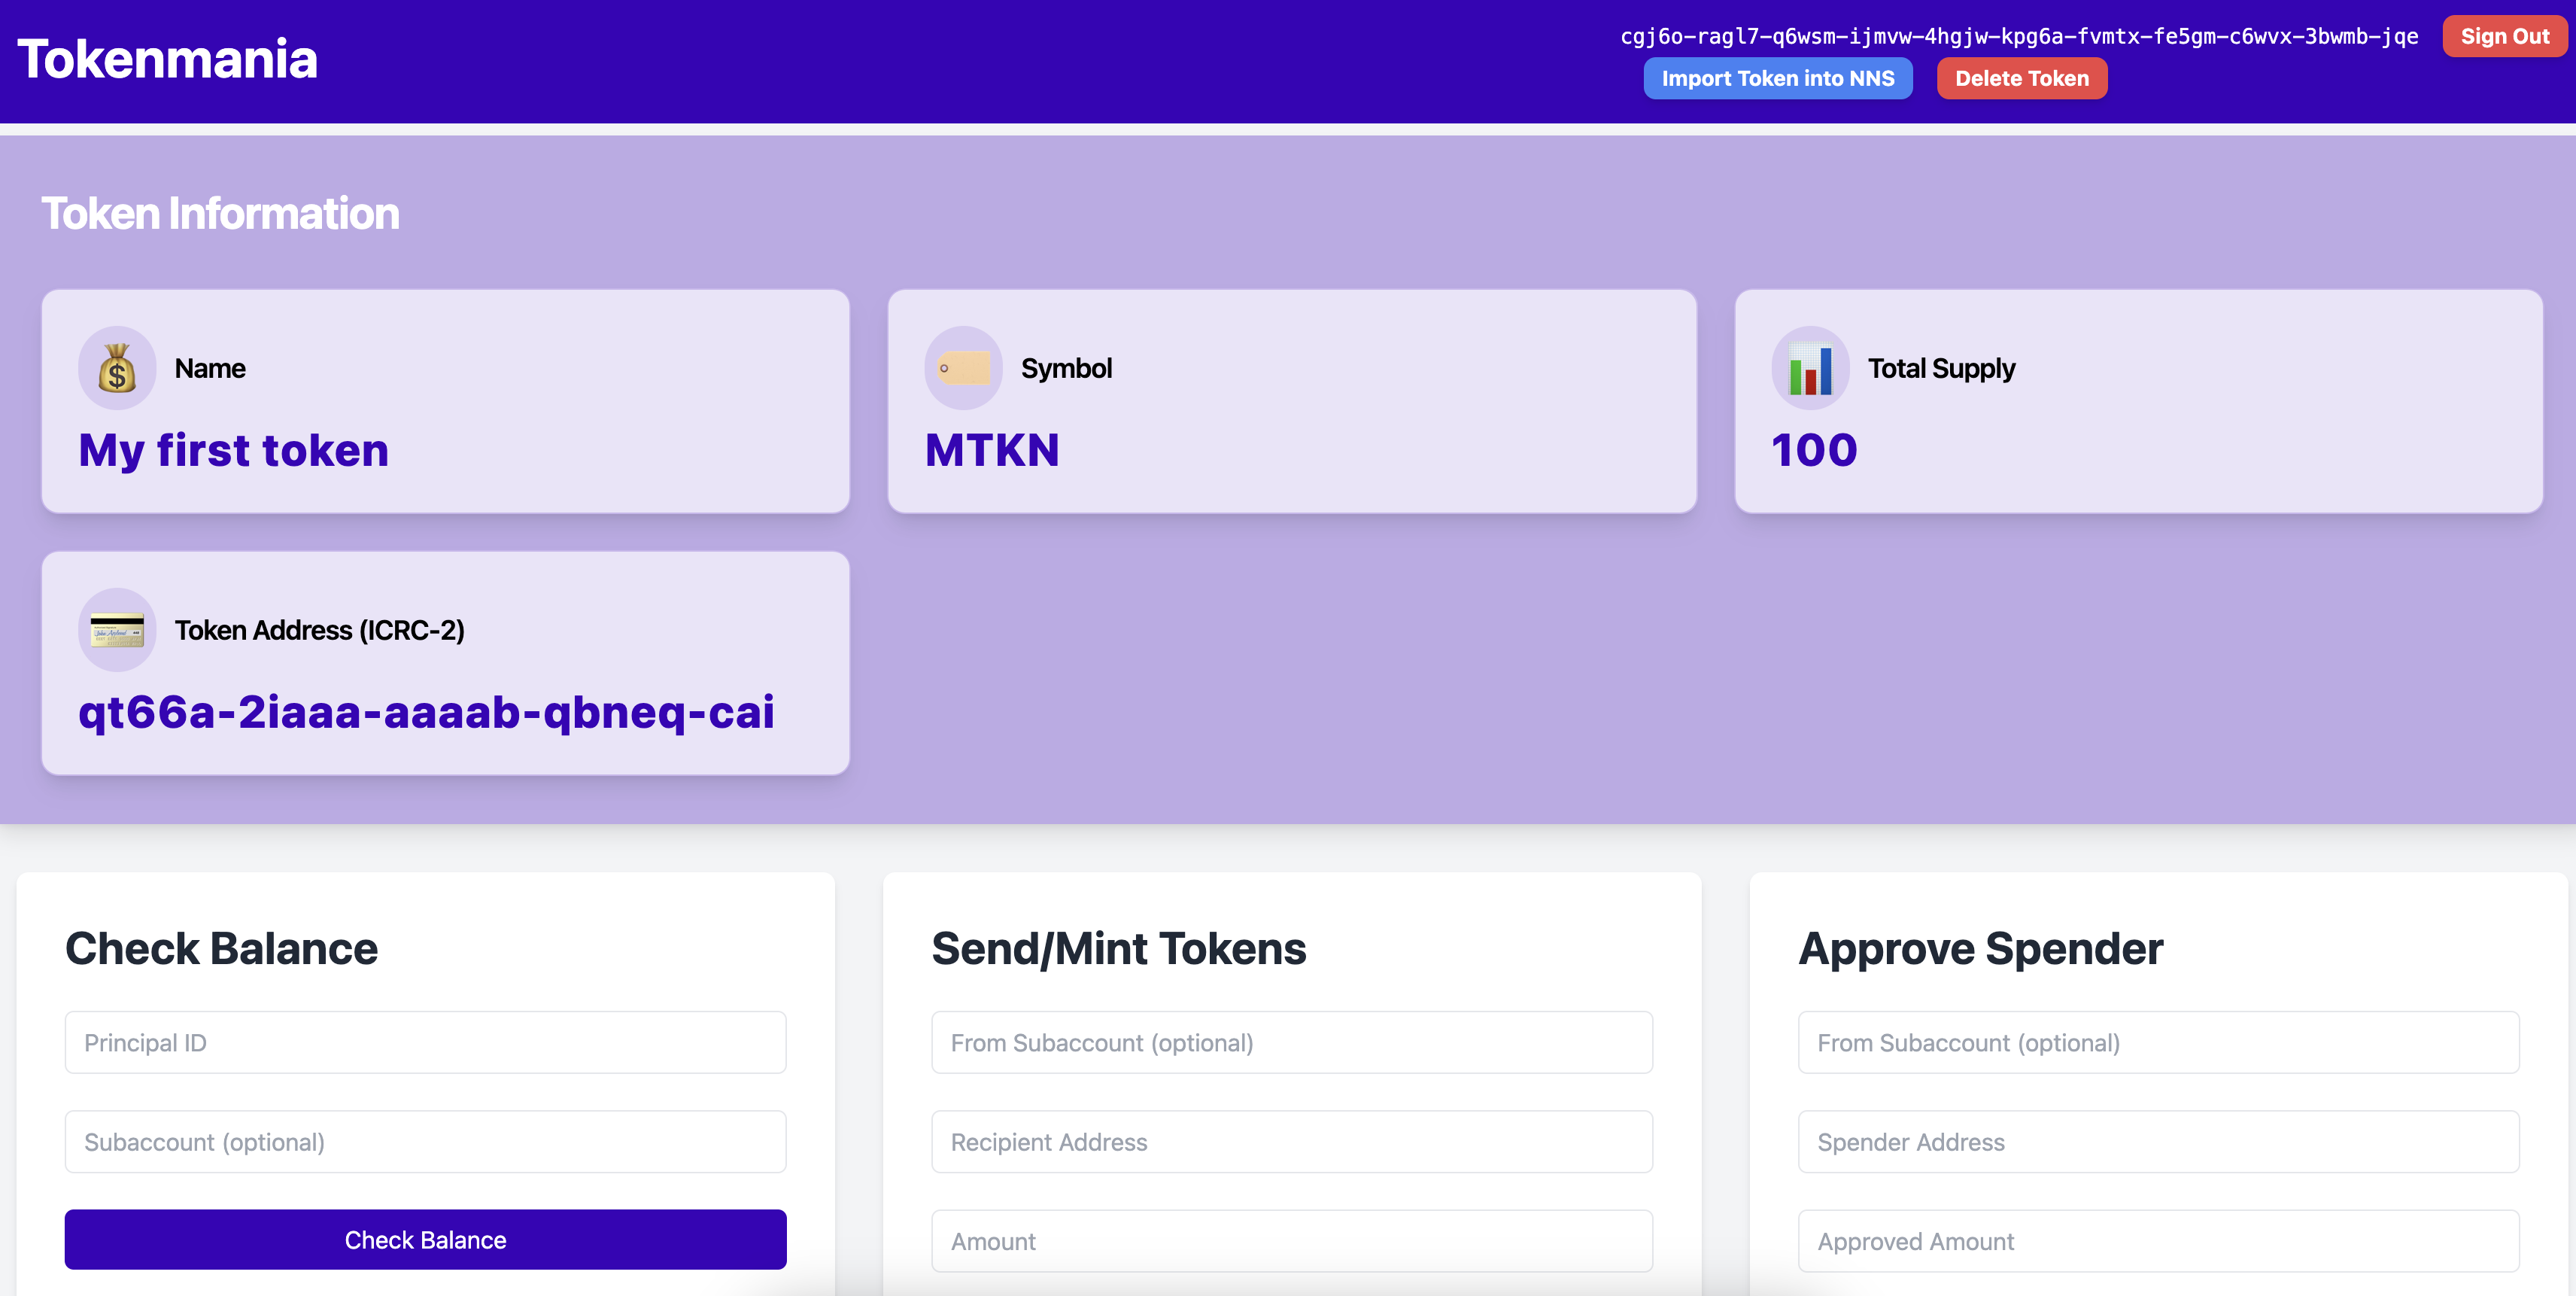 Tokenmania
cgj6o-ragl7-q6wsm-ijmvw-4hgjw-kpg6a-fvmtx-fe5gm-c6wvx-3bwmb-jqe
Sign Out
Import Token into NNS
Delete Token
Token Information
Name
My first token
Symbol
MTKN
Total Supply
100
Token Address (ICRC-2)
qt66a-2iaaa-aaaab-qbneq-cai
Check Balance
Principal ID
Subaccount (optional)
Check Balance
Send/Mint Tokens
From Subaccount (optional)
Recipient Address
Amount
Approve Spender
From Subaccount (optional)
Spender Address
Approved Amount